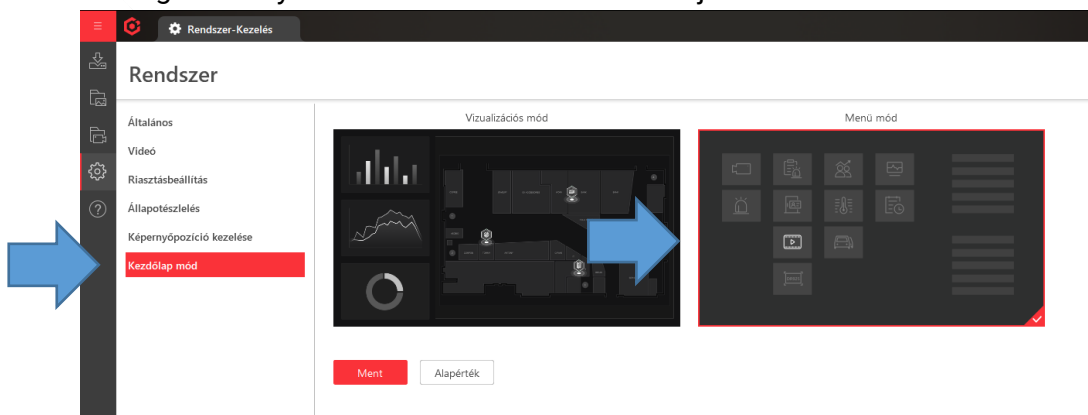 Rendszer-Kezelés
Rendszer
Általános
Videó
Riasztásbeállítás
Állapotészlelés
Képernyőpozíció kezelése
Kezdőlap mód
Vizualizációs mód
Menü mód
Ment
Alapérték